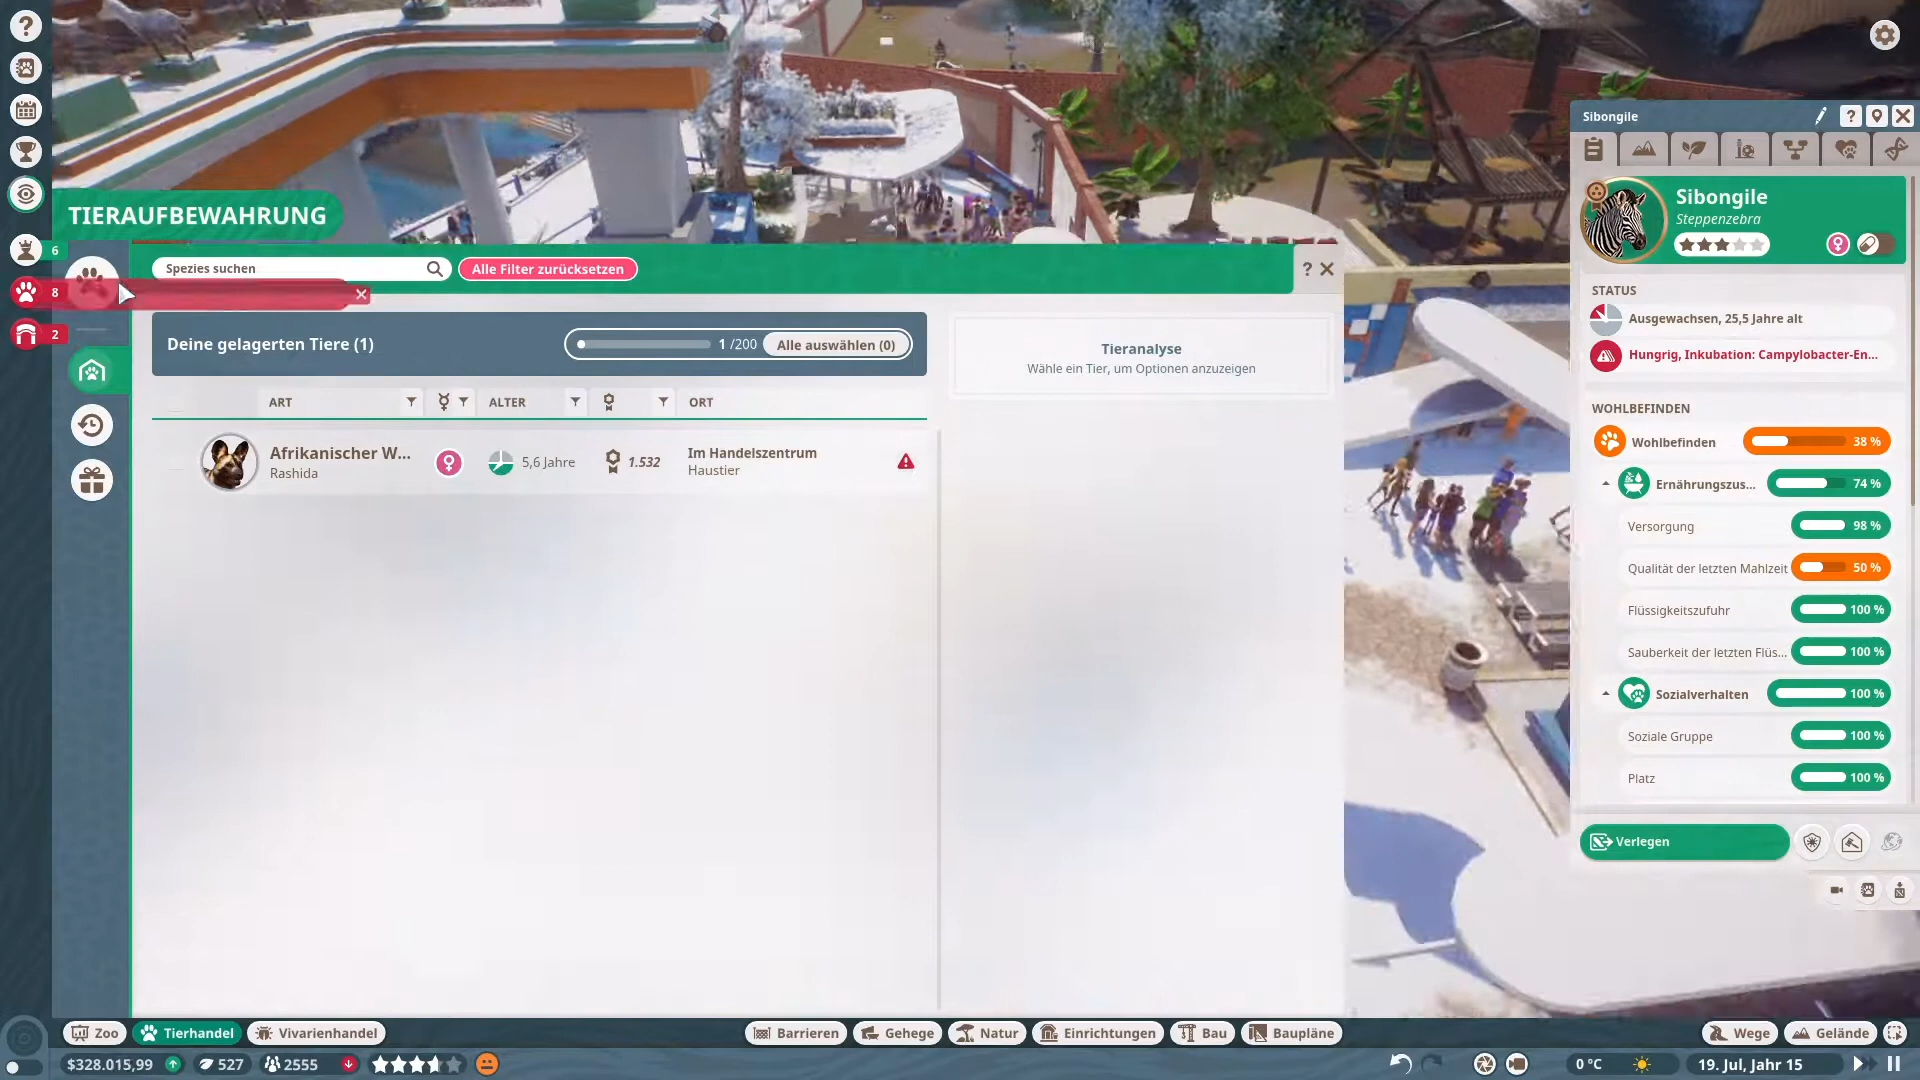 Sibongile
Sibongile
Steppenzebra
STATUS
Ausgewachsen, 25,5 Jahre alt
Hungrig, Inkubation: Campylobacter-En...
WOHLBEFINDEN
Wohlbefinden 38 %
Ernährungszus... 74 %
Versorgung 98 %
Qualität der letzten Mahlzeit 50 %
Flüssigkeitszufuhr 100 %
Sauberkeit der letzten Flüs... 100 %
Sozialverhalten 100 %
Soziale Gruppe 100 %
Platz 100 %
Verlegen
6
8
2
TIERAUFBEWAHRUNG
Spezies suchen
Alle Filter zurücksetzen
?
Deine gelagerten Tiere (1)
1 /200
Alle auswählen (0)
ART ALTER ORT
Afrikanischer W...
Rashida
5,6 Jahre
1.532
Im Handelszentrum
Haustier
Tieranalyse
Wähle ein Tier, um Optionen anzuzeigen
Zoo Tierhandel Vivarienhandel Barrieren Gehege Natur Einrichtungen Bau Baupläne Wege Gelände
$328.015,99 527 2555 0 °C 19. Jul, Jahr 15